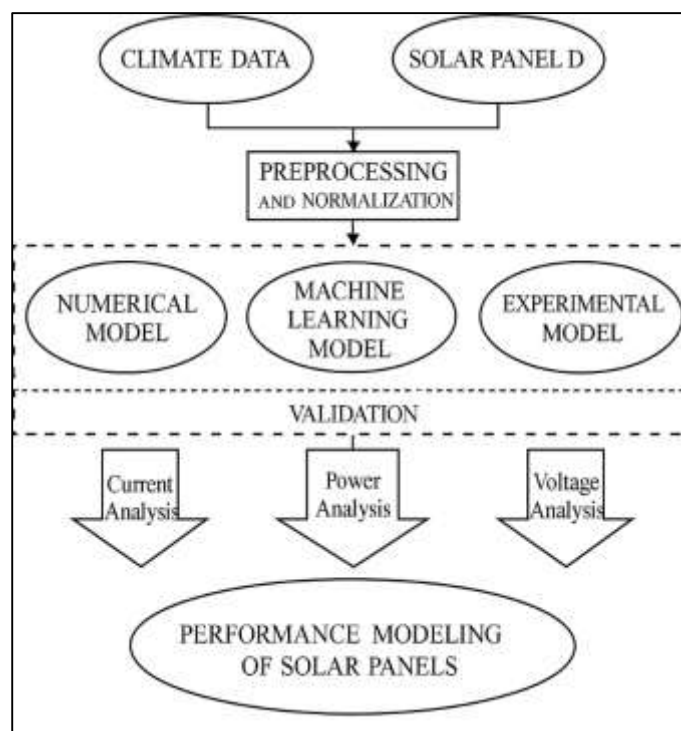 CLIMATE DATA
SOLAR PANEL D
PREPROCESSING
AND NORMALIZATION
NUMERICAL
MODEL
MACHINE
LEARNING
MODEL
EXPERIMENTAL
MODEL
VALIDATION
Current
Analysis
Power
Analysis
Voltage
Analysis
PERFORMANCE MODELING
OF SOLAR PANELS